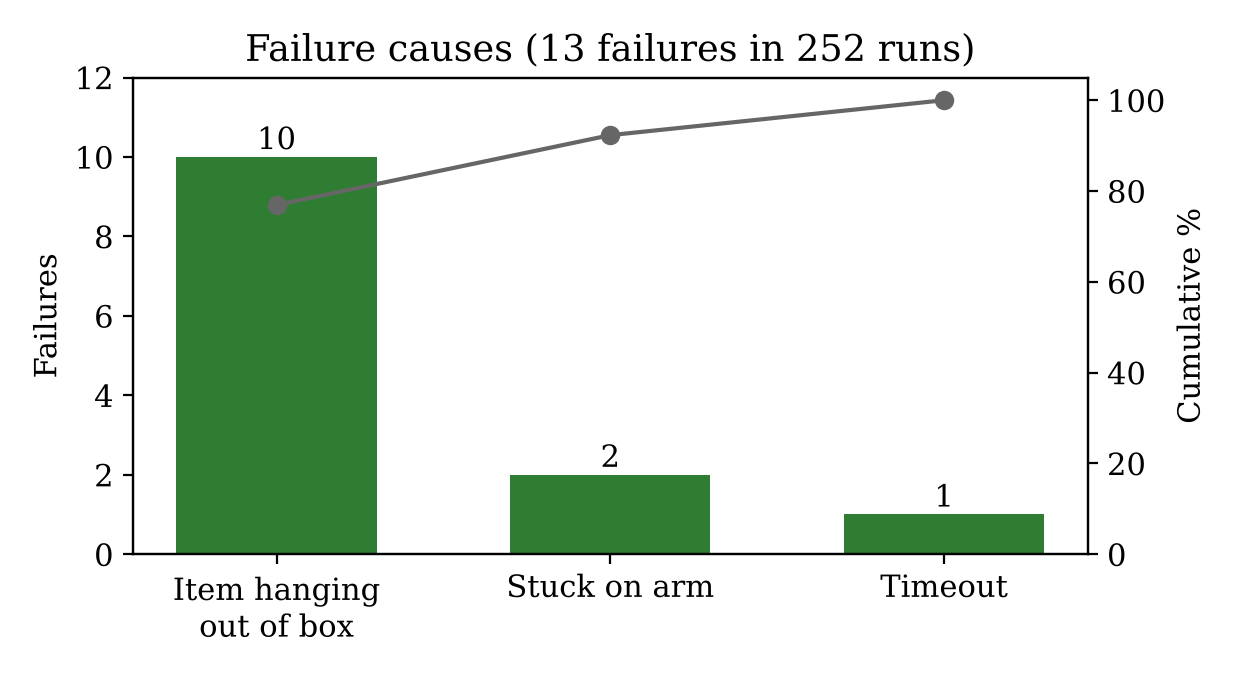 Failure causes (13 failures in 252 runs)
12
10
8
6
4
2
0
Failures
10
2
1
100
80
60
40
20
0
Cumulative %
Item hanging
out of box
Stuck on arm
Timeout